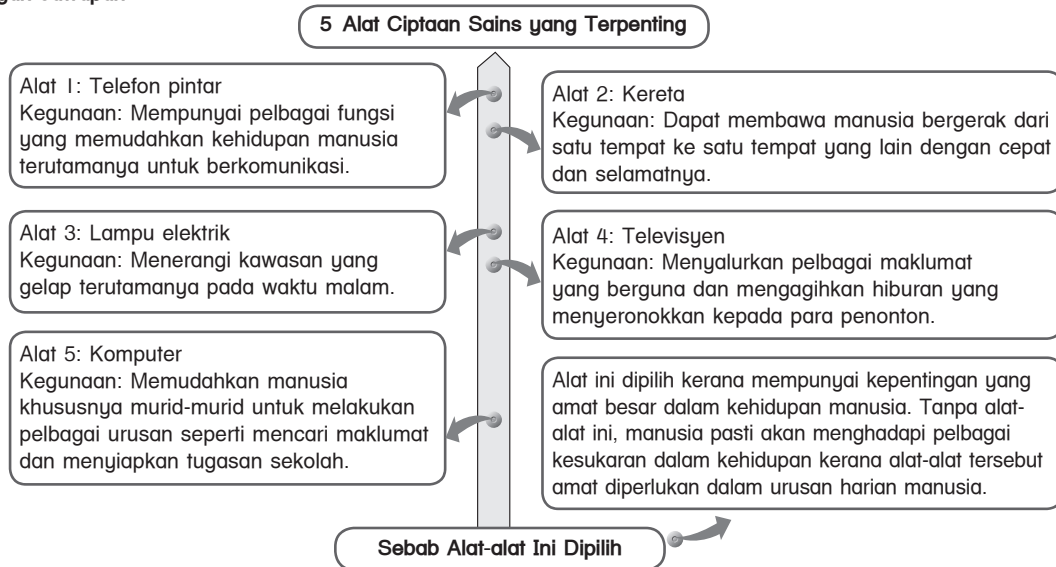 5 Alat Ciptaan Sains yang Terpenting
Alat 1: Telefon pintar
Kegunaan: Mempunyai pelbagai fungsi
yang memudahkan kehidupan manusia
terutamanya untuk berkomunikasi.
Alat 2: Kereta
Kegunaan: Dapat membawa manusia bergerak dari
satu tempat ke satu tempat yang lain dengan cepat
dan selamatnya.
Alat 3: Lampu elektrik
Kegunaan: Menerangi kawasan yang
gelap terutamanya pada waktu malam.
Alat 4: Televisyen
Kegunaan: Menyalurkan pelbagai maklumat
yang berguna dan mengagihkan hiburan yang
menyeronokkan kepada para penonton.
Alat 5: Komputer
Kegunaan: Memudahkan manusia
khususnya murid-murid untuk melakukan
pelbagai urusan seperti mencari maklumat
dan menyiapkan tugasan sekolah.
Alat ini dipilih kerana mempunyai kepentingan yang
amat besar dalam kehidupan manusia. Tanpa alat-
alat ini, manusia pasti akan menghadapi pelbagai
kesukaran dalam kehidupan kerana alat-alat tersebut
amat diperlukan dalam urusan harian manusia.
Sebab Alat-alat Ini Dipilih